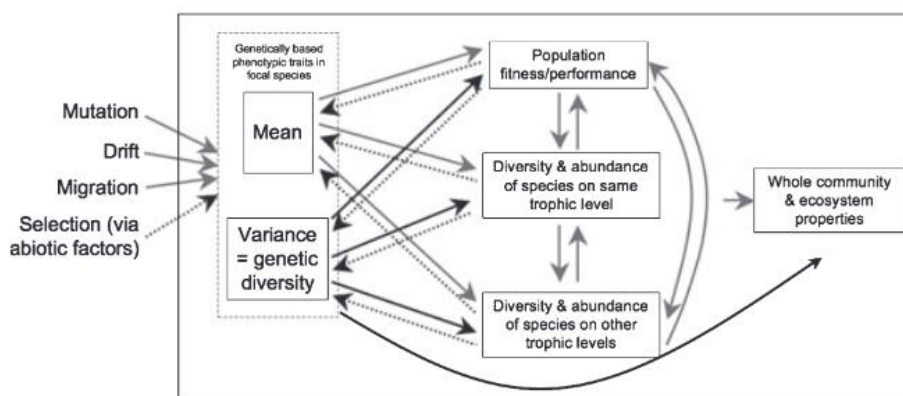 Genetically based
phenotypic traits in
focal species
Mean
Variance
= genetic
diversity
Mutation
Drift
Migration
Selection (via
abiotic factors)
Population
fitness/performance
Diversity & abundance
of species on same
trophic level
Diversity & abundance
of species on other
trophic levels
Whole community
& ecosystem
properties